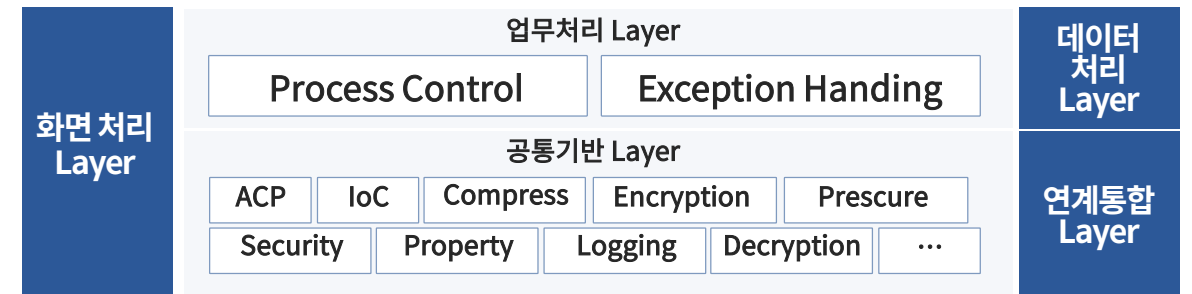 화면 처리
Layer
업무처리 Layer
Process Control
Exception Handing
공통기반 Layer
ACP
IoC
Compress
Encryption
Prescure
Security
Property
Logging
Decryption
...
데이터
처리
Layer
연계통합
Layer